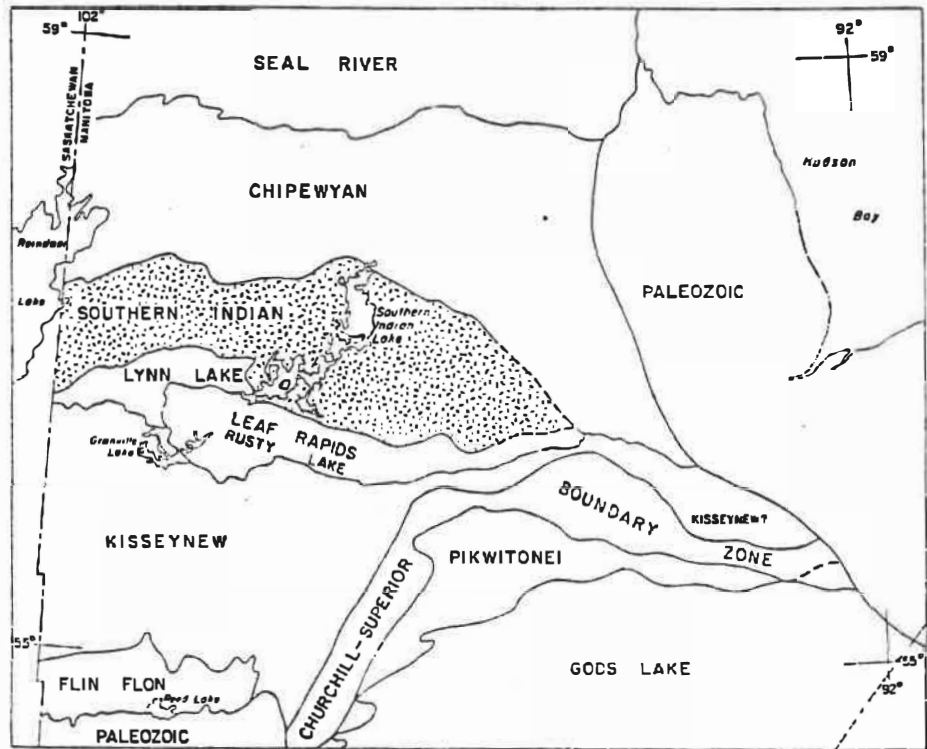 102°
59°
92°
59°
SEAL RIVER
SASKATCHEWAN
MANITOBA
Hudson
Bay
CHIPEWYAN
Reindeer
Lake
PALEOZOIC
SOUTHERN INDIAN
Southern
Indian
Lake
LYNN LAKE
LEAF RAPIDS
RUSTY
LAKE
Granville
Lake
BOUNDARY
ZONE
KISSEYNEW?
KISSEYNEW
PIKWITONEI
CHURCHILL-SUPERIOR
55°
GODS LAKE
55°
92°
FLIN FLON
Reed Lake
PALEOZOIC